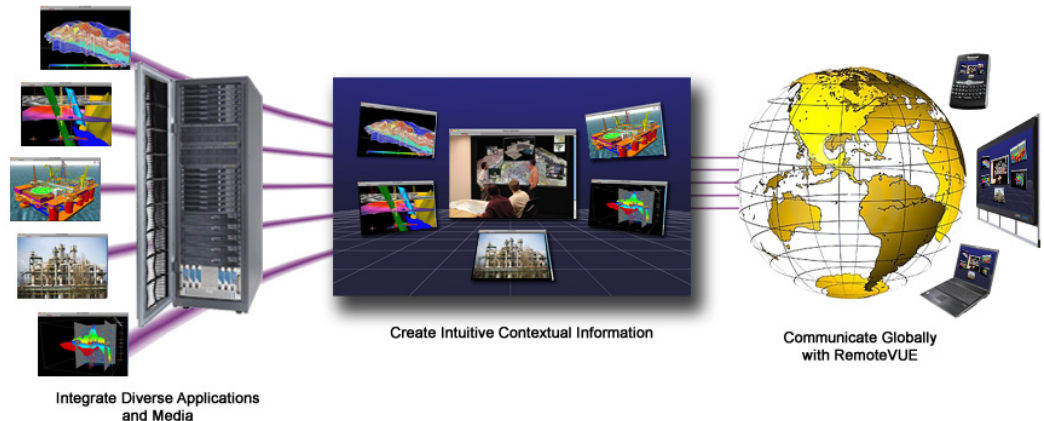 Integrate Diverse Applications
and Media
Create Intuitive Contextual Information
Communicate Globally
with RemoteVUE